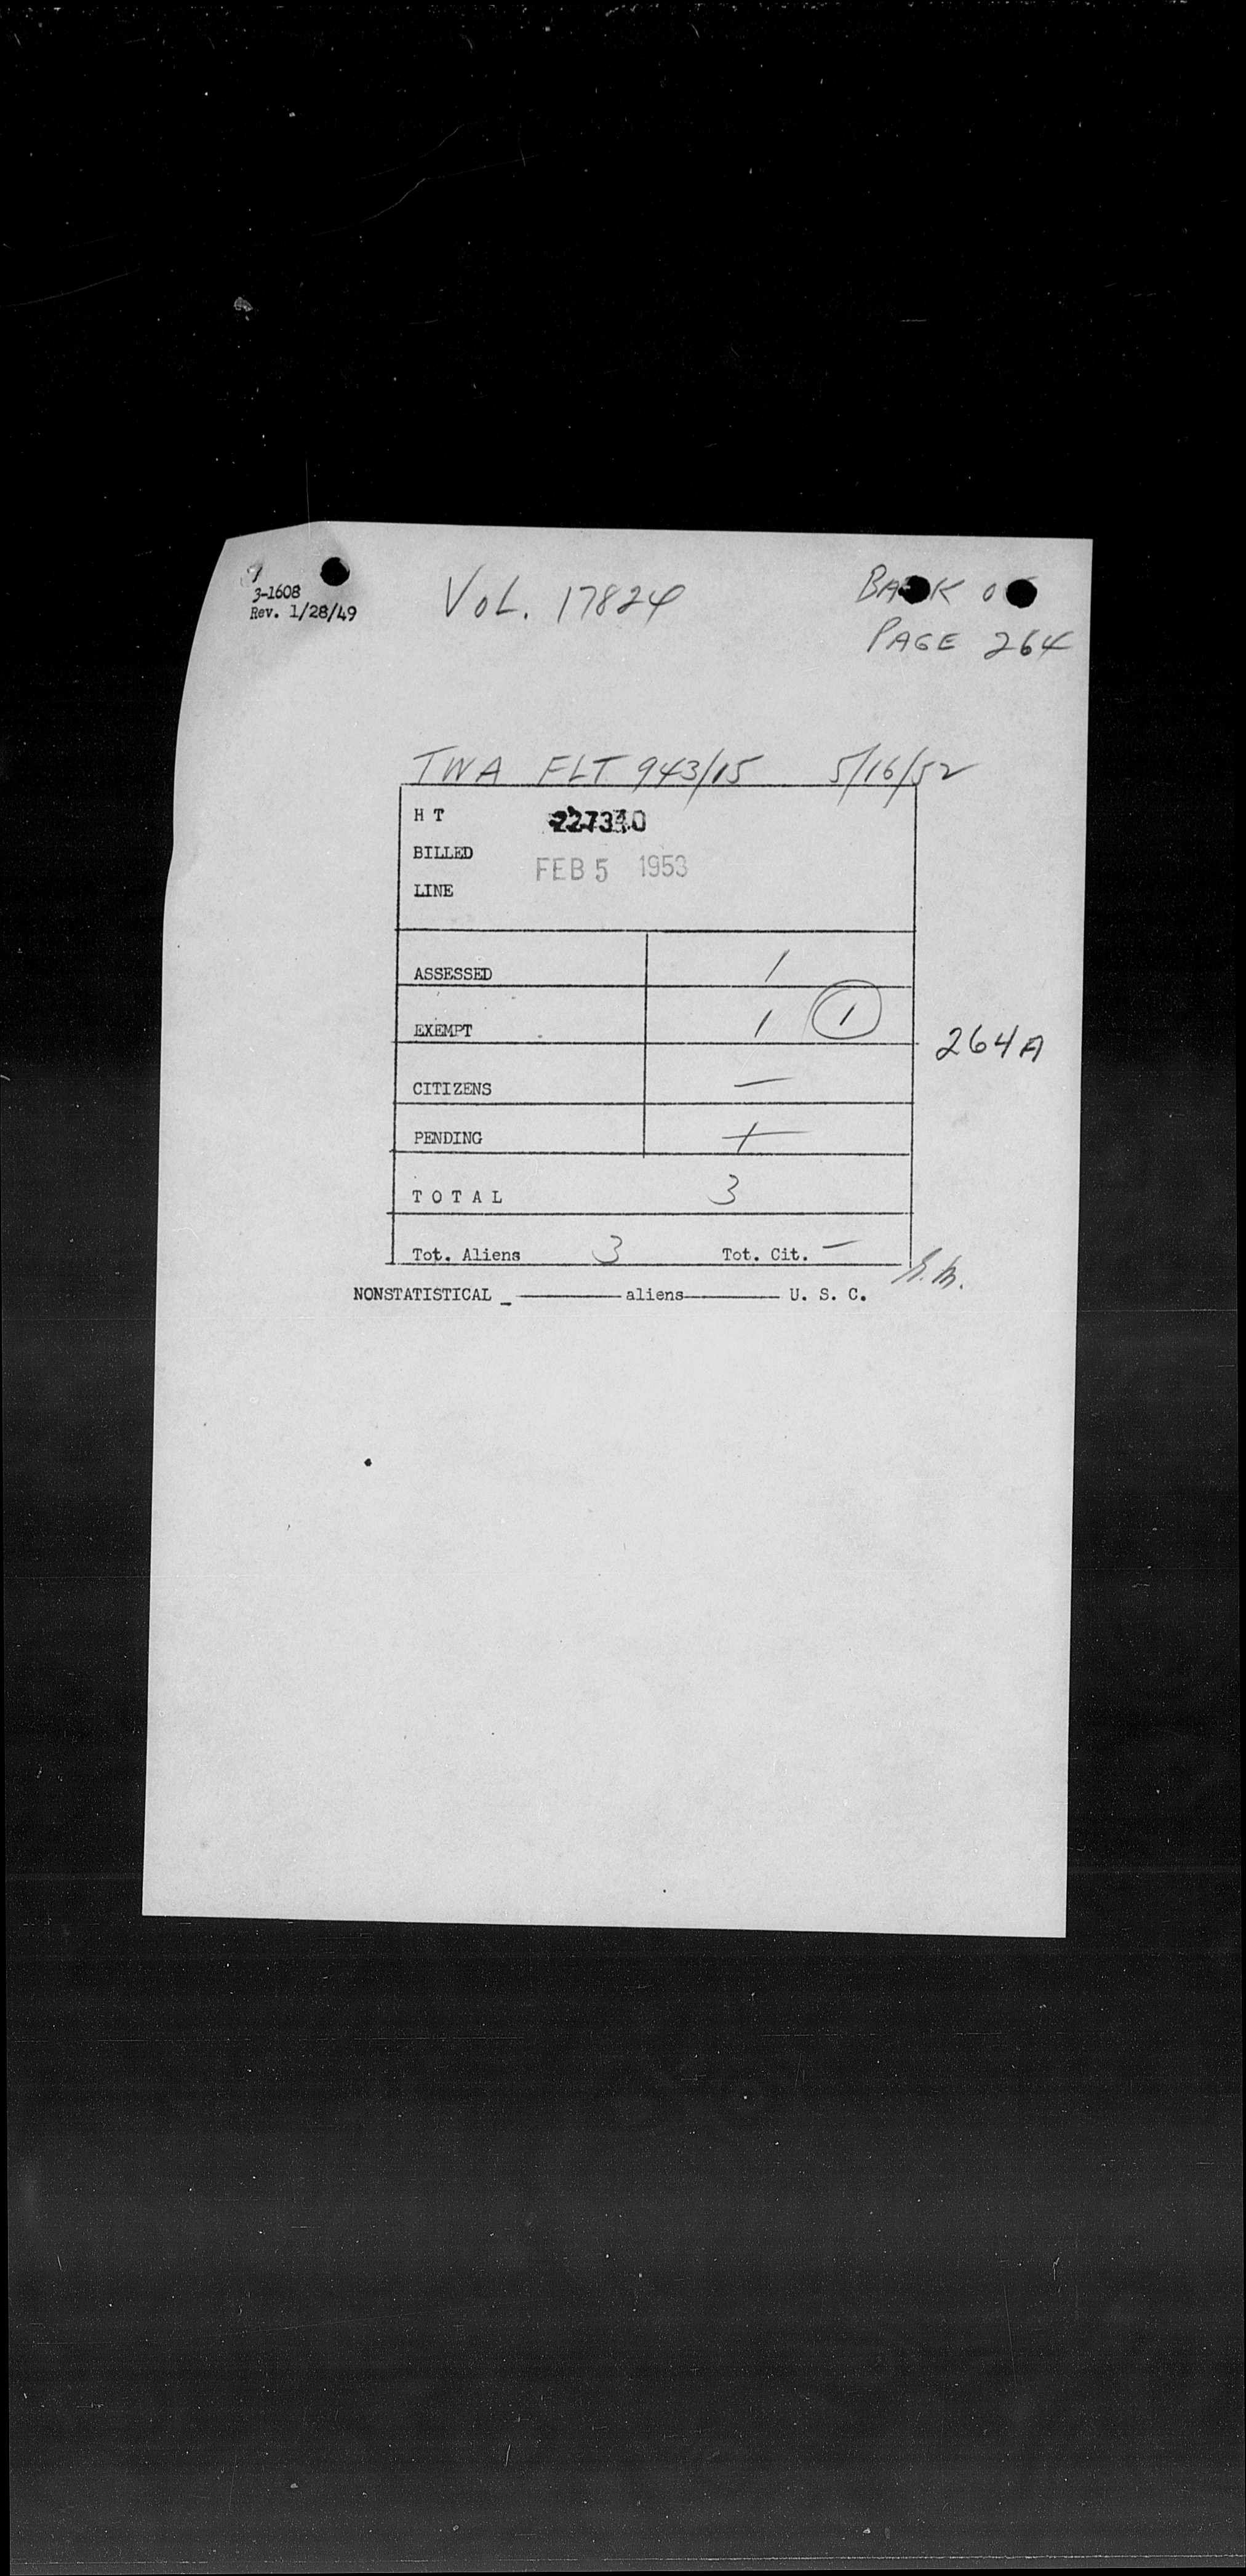 3-1608
Rev. 1/28/49
VOL. 17824
BACK OF
PAGE 264
TWA FLT 943/15 5/16/52
H T
BILLED
FEB 5 1953
LINE
ASSESSED 1
EXEMPT 1 1
264A
CITIZENS —
PENDING
TOTAL 3
Tot. Aliens 3 Tot. Cit. —
NONSTATISTICAL _ ———— aliens ———— U. S. C.